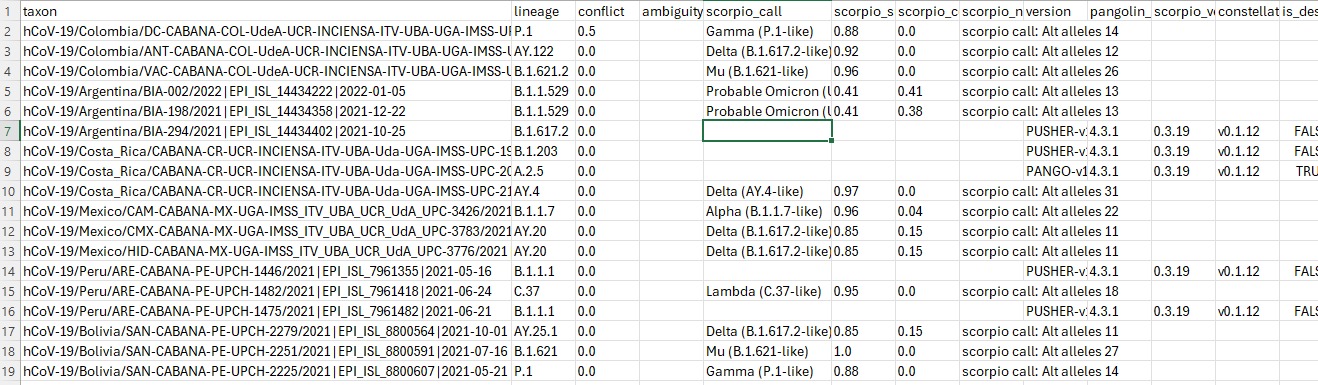 1 taxon lineage conflict ambiguity scorpio_call scorpio_s scorpio_c scorpio_n version pangolin_ scorpio_ve constellat is_des
2 hCoV-19/Colombia/DC-CABANA-COL-UdeA-UCR-INCIENSA-ITV-UBA-UGA-IMSS-UI P.1 0.5 Gamma (P.1-like) 0.88 0.0 scorpio call: Alt alleles 14
3 hCoV-19/Colombia/ANT-CABANA-COL-UdeA-UCR-INCIENSA-ITV-UBA-UGA-IMSS- AY.122 0.0 Delta (B.1.617.2-like) 0.92 0.0 scorpio call: Alt alleles 12
4 hCoV-19/Colombia/VAC-CABANA-COL-UdeA-UCR-INCIENSA-ITV-UBA-UGA-IMSS-U B.1.621.2 0.0 Mu (B.1.621-like) 0.96 0.0 scorpio call: Alt alleles 26
5 hCoV-19/Argentina/BIA-002/2022|EPI_ISL_14434222|2022-01-05 B.1.1.529 0.0 Probable Omicron (U 0.41 0.41 scorpio call: Alt alleles 13
6 hCoV-19/Argentina/BIA-198/2021|EPI_ISL_14434358|2021-12-22 B.1.1.529 0.0 Probable Omicron (U 0.41 0.38 scorpio call: Alt alleles 13
7 hCoV-19/Argentina/BIA-294/2021|EPI_ISL_14434402|2021-10-25 B.1.617.2 0.0 PUSHER-v 4.3.1 0.3.19 v0.1.12 FALS
8 hCoV-19/Costa_Rica/CABANA-CR-UCR-INCIENSA-ITV-UBA-Uda-UGA-IMSS-UPC-19 B.1.203 0.0 PUSHER-v 4.3.1 0.3.19 v0.1.12 FALS
9 hCoV-19/Costa_Rica/CABANA-CR-UCR-INCIENSA-ITV-UBA-Uda-UGA-IMSS-UPC-20 A.2.5 0.0 PANGO-v1 4.3.1 0.3.19 v0.1.12 TRU
10 hCoV-19/Costa_Rica/CABANA-CR-UCR-INCIENSA-ITV-UBA-Uda-UGA-IMSS-UPC-21 AY.4 0.0 Delta (AY.4-like) 0.97 0.0 scorpio call: Alt alleles 31
11 hCoV-19/Mexico/CAM-CABANA-MX-UGA-IMSS_ITV_UBA_UCR_UdA_UPC-3426/2021 B.1.1.7 0.0 Alpha (B.1.1.7-like) 0.96 0.04 scorpio call: Alt alleles 22
12 hCoV-19/Mexico/CMX-CABANA-MX-UGA-IMSS_ITV_UBA_UCR_UdA_UPC-3783/2021 AY.20 0.0 Delta (B.1.617.2-like) 0.85 0.15 scorpio call: Alt alleles 11
13 hCoV-19/Mexico/HID-CABANA-MX-UGA-IMSS_ITV_UBA_UCR_UdA_UPC-3776/2021 AY.20 0.0 Delta (B.1.617.2-like) 0.85 0.15 scorpio call: Alt alleles 11
14 hCoV-19/Peru/ARE-CABANA-PE-UPCH-1446/2021|EPI_ISL_7961355|2021-05-16 B.1.1.1 0.0 PUSHER-v 4.3.1 0.3.19 v0.1.12 FALS
15 hCoV-19/Peru/ARE-CABANA-PE-UPCH-1482/2021|EPI_ISL_7961418|2021-06-24 C.37 0.0 Lambda (C.37-like) 0.95 0.0 scorpio call: Alt alleles 18
16 hCoV-19/Peru/ARE-CABANA-PE-UPCH-1475/2021|EPI_ISL_7961482|2021-06-21 B.1.1.1 0.0 PUSHER-v 4.3.1 0.3.19 v0.1.12 FALS
17 hCoV-19/Bolivia/SAN-CABANA-PE-UPCH-2279/2021|EPI_ISL_8800564|2021-10-01 AY.25.1 0.0 Delta (B.1.617.2-like) 0.85 0.15 scorpio call: Alt alleles 11
18 hCoV-19/Bolivia/SAN-CABANA-PE-UPCH-2251/2021|EPI_ISL_8800591|2021-07-16 B.1.621 0.0 Mu (B.1.621-like) 1.0 0.0 scorpio call: Alt alleles 27
19 hCoV-19/Bolivia/SAN-CABANA-PE-UPCH-2225/2021|EPI_ISL_8800607|2021-05-21 P.1 0.0 Gamma (P.1-like) 0.88 0.0 scorpio call: Alt alleles 14